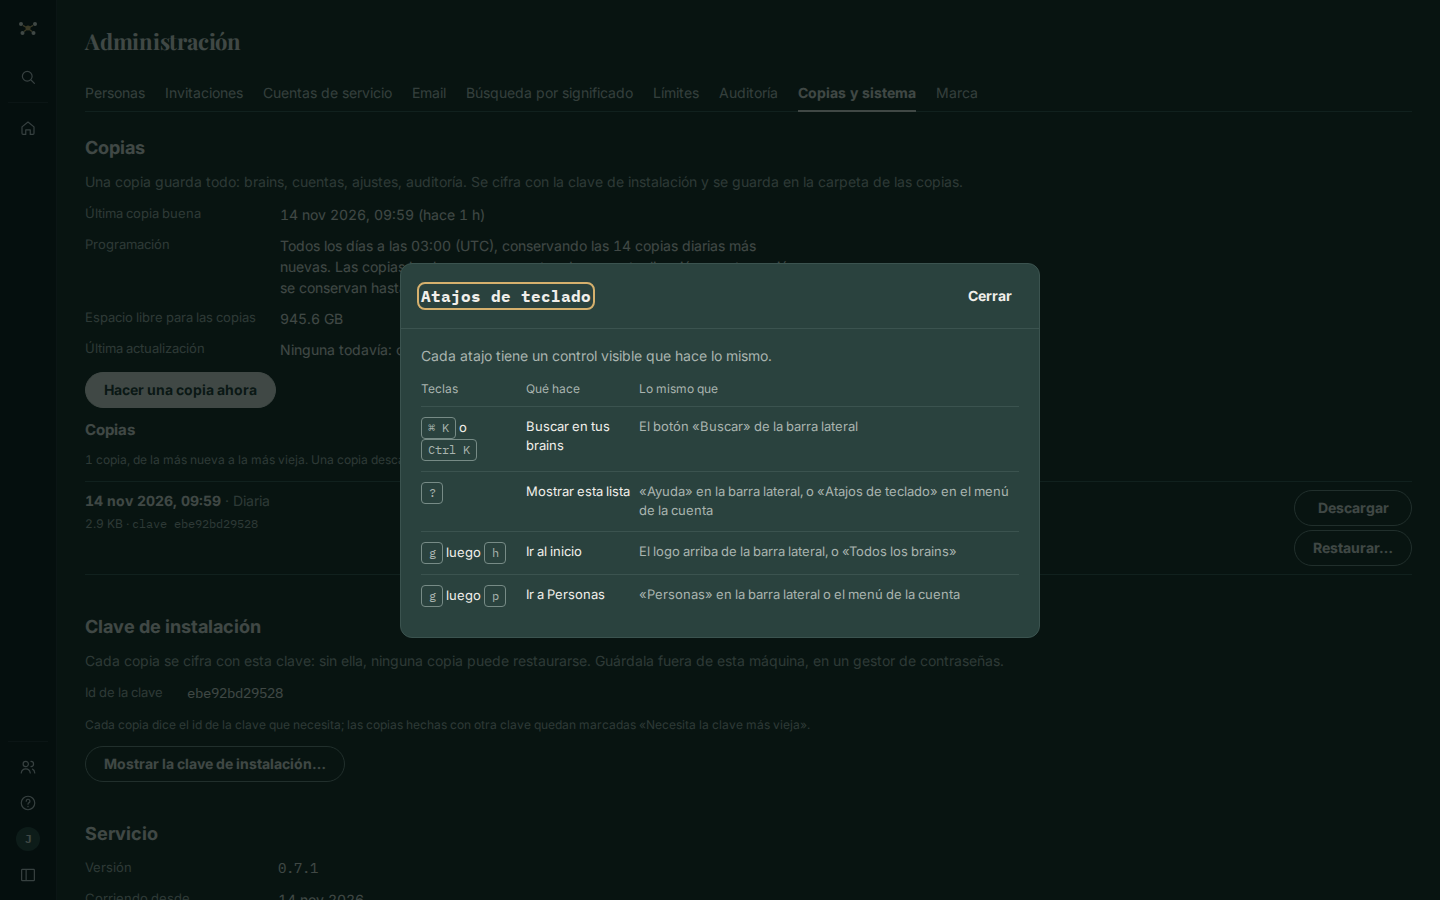 Administración
Personas Invitaciones Cuentas de servicio Email Búsqueda por significado Límites Auditoría Copias y sistema Marca
Copias
Una copia guarda todo: brains, cuentas, ajustes, auditoría. Se cifra con la clave de instalación y se guarda en la carpeta de las copias.
Última copia buena 14 nov 2026, 09:59 (hace 1 h)
Programación Todos los días a las 03:00 (UTC), conservando las 14 copias diarias más
nuevas. Las copias
se conservan hast
Espacio libre para las copias 945.6 GB
Última actualización Ninguna todavía:
Hacer una copia ahora
Copias
1 copia, de la más nueva a la más vieja. Una copia desc
14 nov 2026, 09:59 · Diaria
2.9 KB · clave ebe92bd29528
Descargar
Restaurar...
Atajos de teclado
Cerrar
Cada atajo tiene un control visible que hace lo mismo.
Teclas Qué hace Lo mismo que
⌘ K o Ctrl K Buscar en tus brains El botón «Buscar» de la barra lateral
? Mostrar esta lista «Ayuda» en la barra lateral, o «Atajos de teclado» en el menú
de la cuenta
g luego h Ir al inicio El logo arriba de la barra lateral, o «Todos los brains»
g luego p Ir a Personas «Personas» en la barra lateral o el menú de la cuenta
Clave de instalación
Cada copia se cifra con esta clave: sin ella, ninguna copia puede restaurarse. Guárdala fuera de esta máquina, en un gestor de contraseñas.
Id de la clave ebe92bd29528
Cada copia dice el id de la clave que necesita; las copias hechas con otra clave quedan marcadas «Necesita la clave más vieja».
Mostrar la clave de instalación...
Servicio
Versión 0.7.1
Corriendo desde 14 nov 2026
J